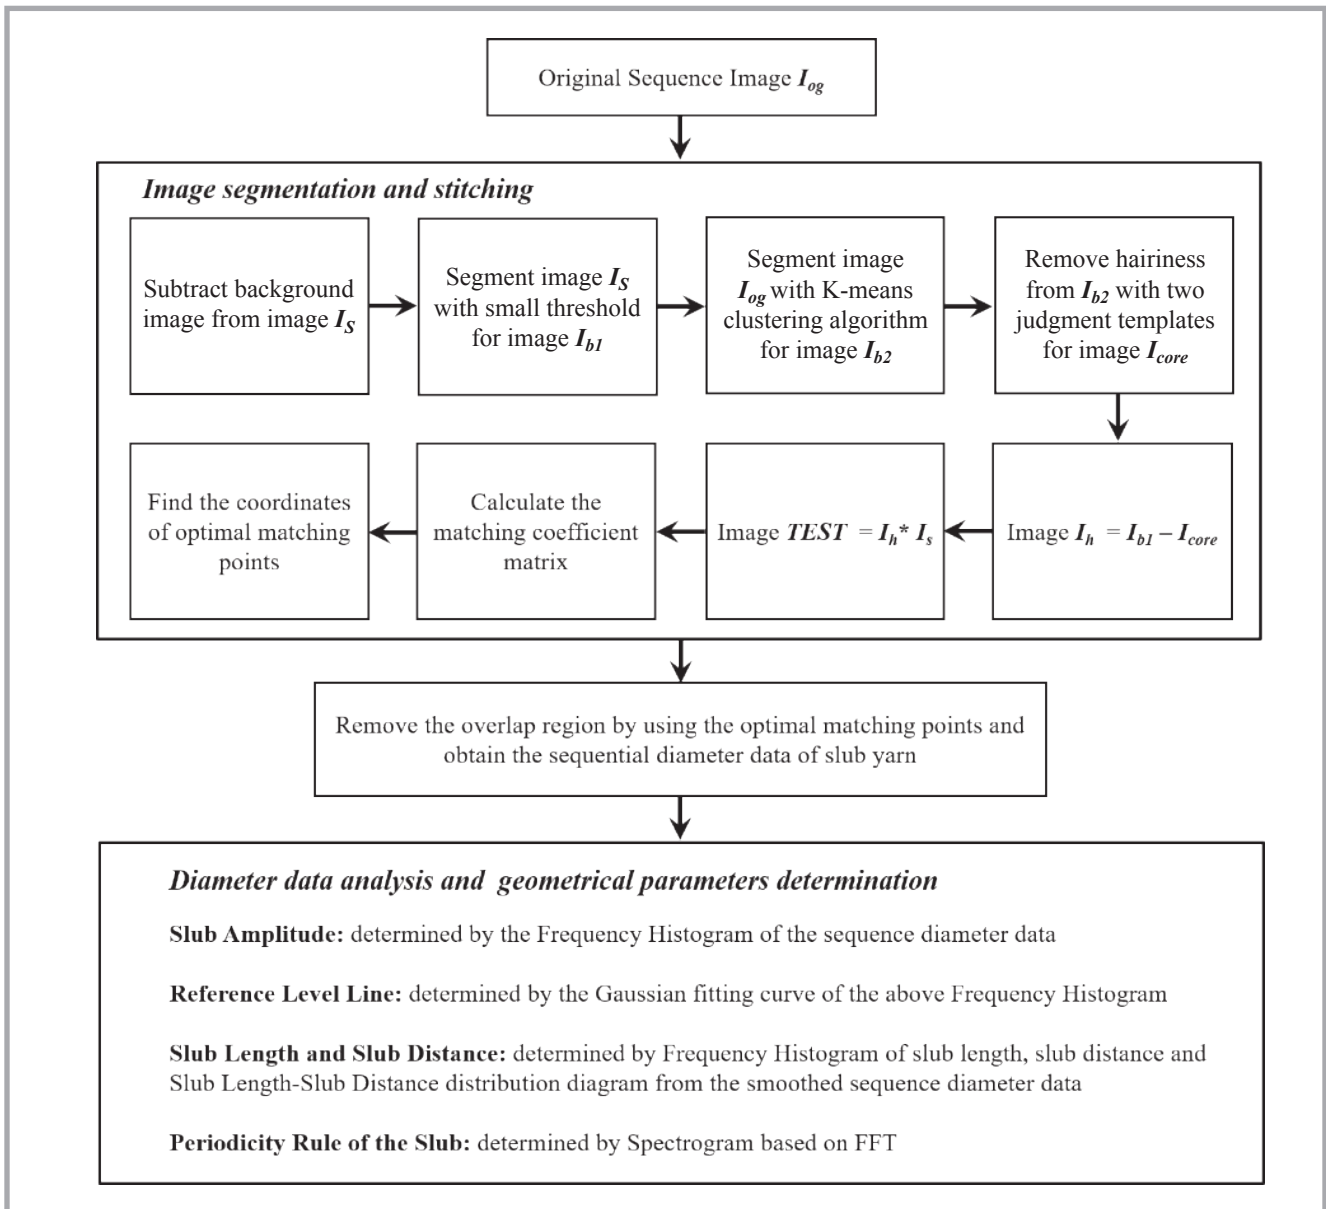 Original Sequence Image I_og
Image segmentation and stitching
Subtract background
image from image I_S
Segment image I_S
with small threshold
for image I_b1
Segment image
I_og with K-means
clustering algorithm
for image I_b2
Remove hairiness
from I_b2 with two
judgment templates
for image I_core
Image I_h = I_b1 – I_core
Image TEST = I_h* I_s
Calculate the
matching coefficient
matrix
Find the coordinates
of optimal matching
points
Remove the overlap region by using the optimal matching points and
obtain the sequential diameter data of slub yarn
Diameter data analysis and geometrical parameters determination
Slub Amplitude: determined by the Frequency Histogram of the sequence diameter data
Reference Level Line: determined by the Gaussian fitting curve of the above Frequency Histogram
Slub Length and Slub Distance: determined by Frequency Histogram of slub length, slub distance and
Slub Length-Slub Distance distribution diagram from the smoothed sequence diameter data
Periodicity Rule of the Slub: determined by Spectrogram based on FFT